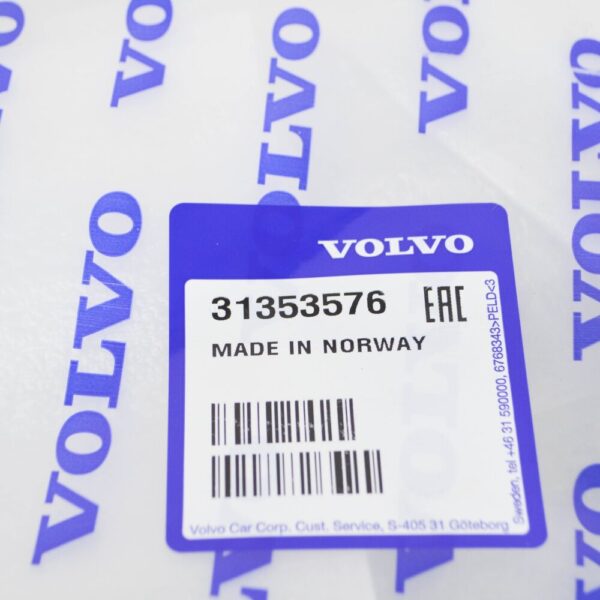 VOLVO
VOLVO
VOLVO
VOLVO
VOLVO
VOLVO
31353576 EAC
MADE IN NORWAY
Volvo Car Corp. Cust. Service, S-405 31 Göteborg
Sweden, tel +46 31 590000, 6768343>PELD<3